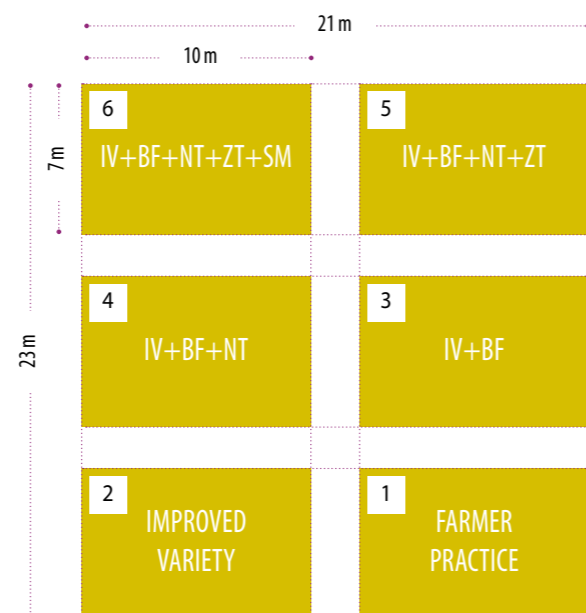 21 m
10 m
7 m
23 m
6
IV+BF+NT+ZT+SM
5
IV+BF+NT+ZT
4
IV+BF+NT
3
IV+BF
2
IMPROVED
VARIETY
1
FARMER
PRACTICE